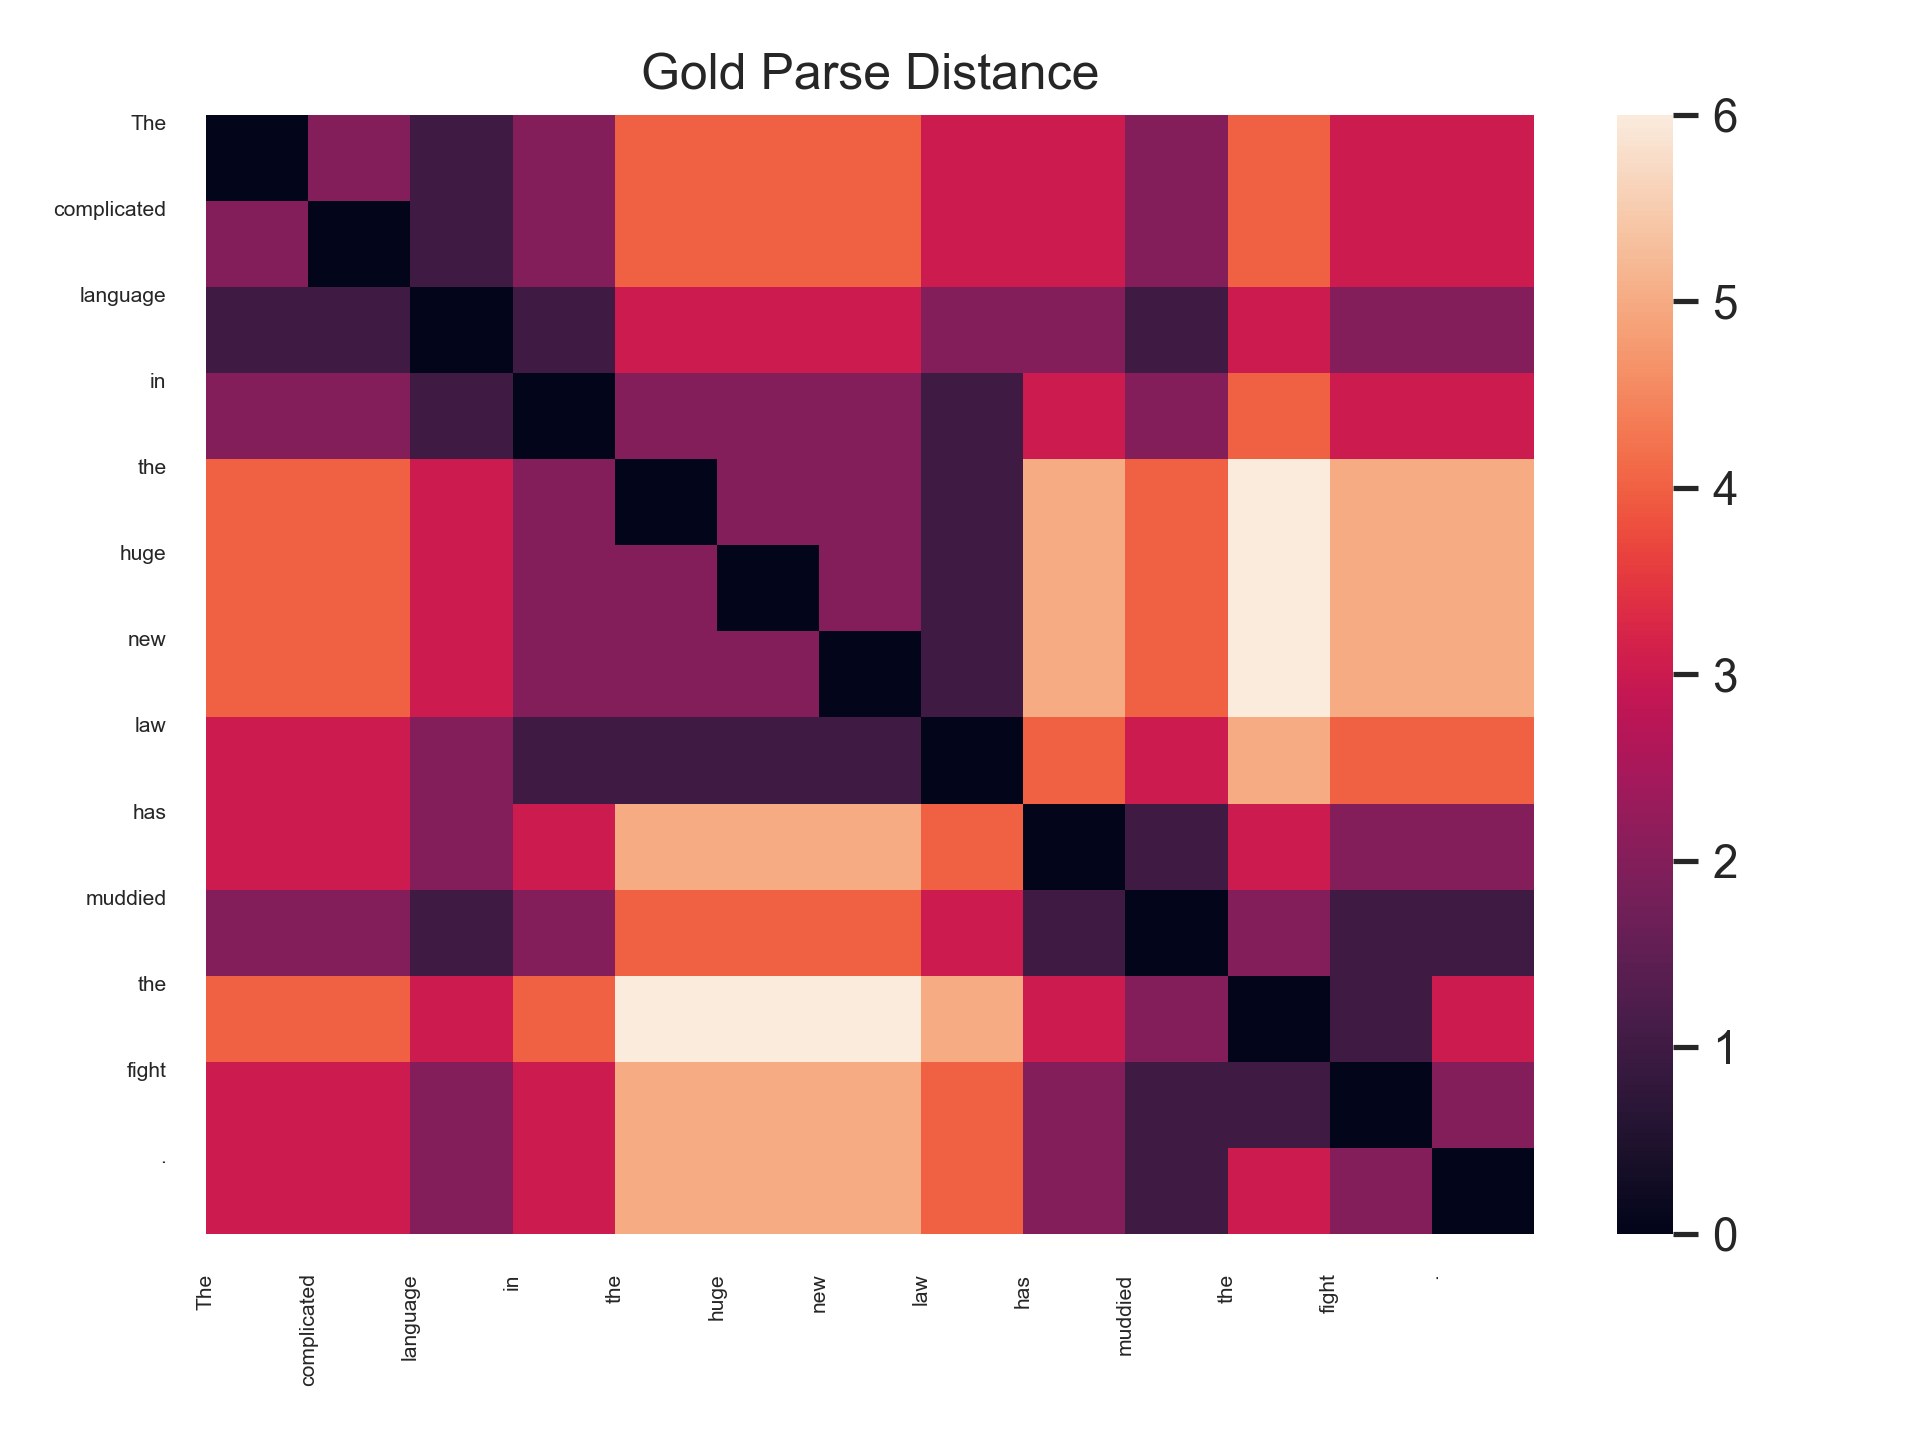 Gold Parse Distance
The
complicated
language
in
the
huge
new
law
has
muddied
the
fight
.
The
complicated
language
in
the
huge
new
law
has
muddied
the
fight
.
6
5
4
3
2
1
0